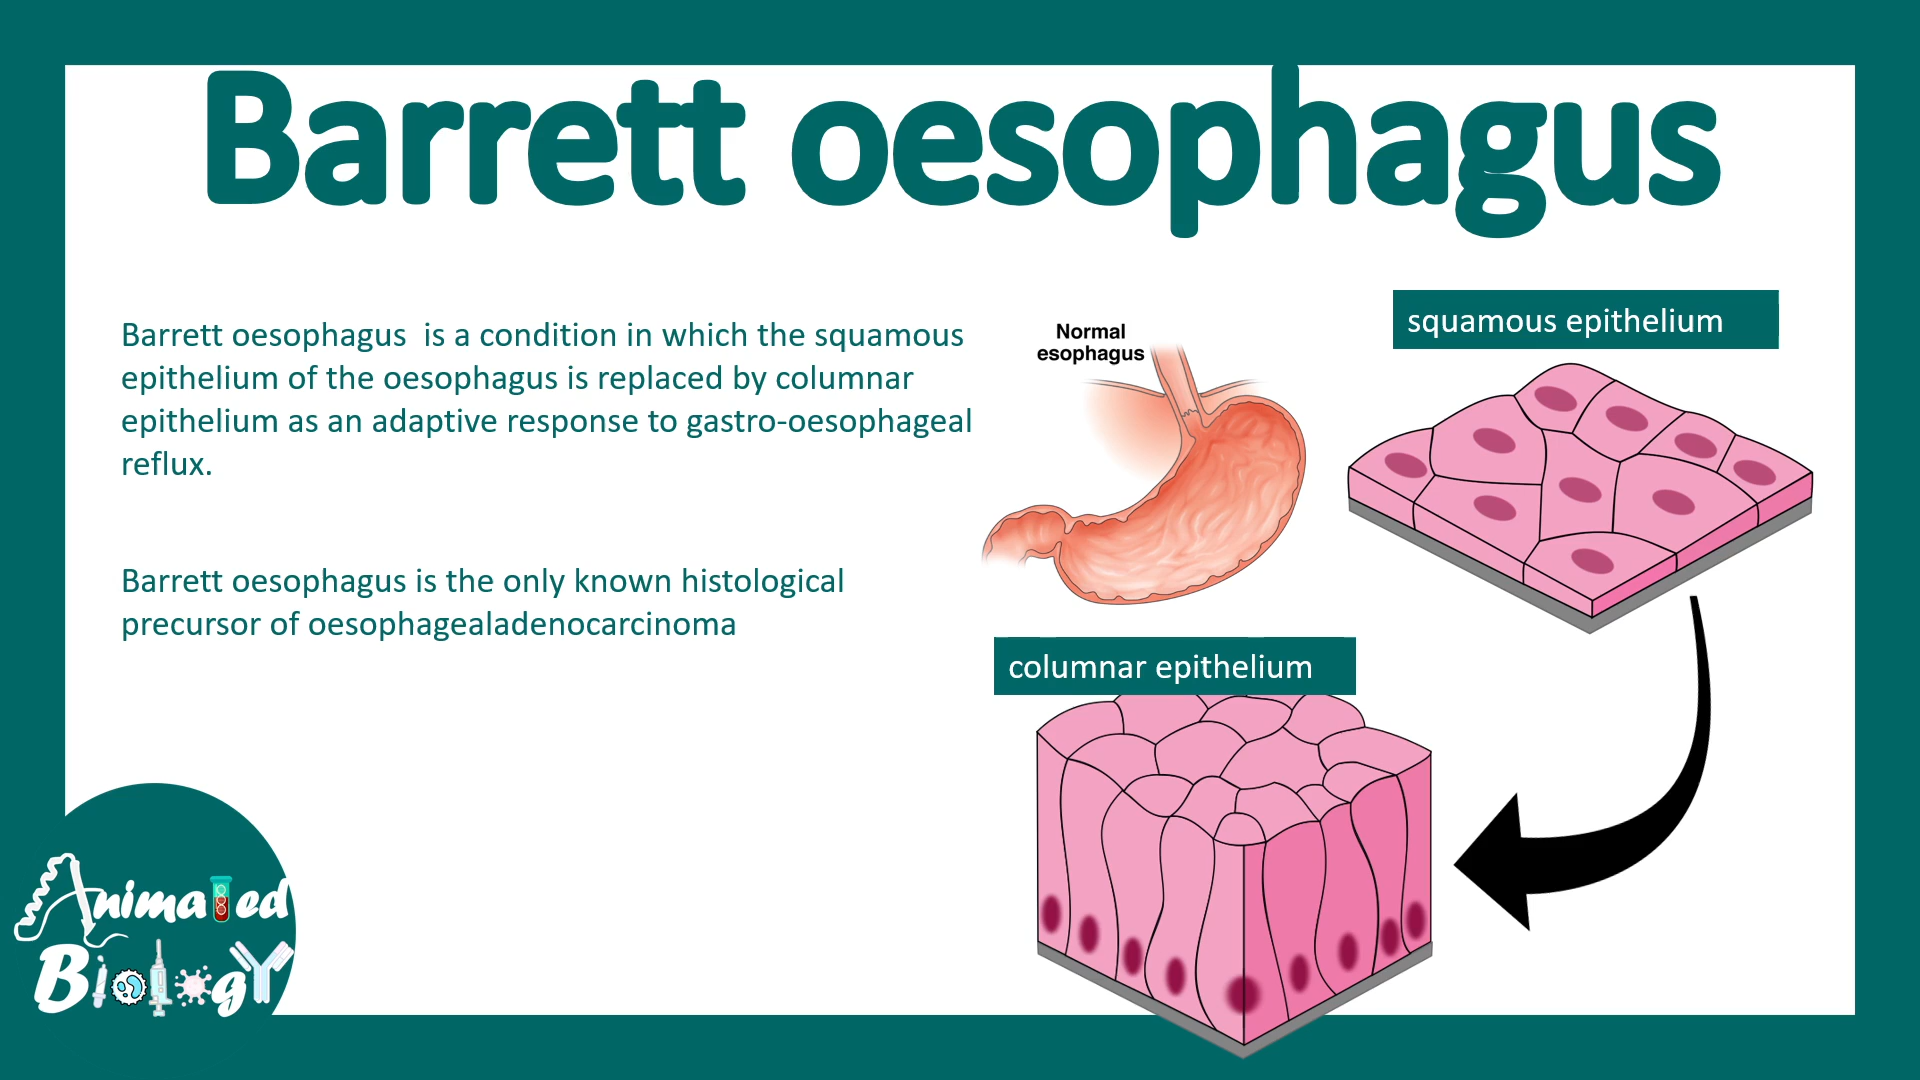 Barrett oesophagus
Barrett oesophagus  is a condition in which the squamous
epithelium of the oesophagus is replaced by columnar
epithelium as an adaptive response to gastro-oesophageal
reflux.
Barrett oesophagus is the only known histological
precursor of oesophagealadenocarcinoma
Normal
esophagus
squamous epithelium
columnar epithelium
Animated
BiologY